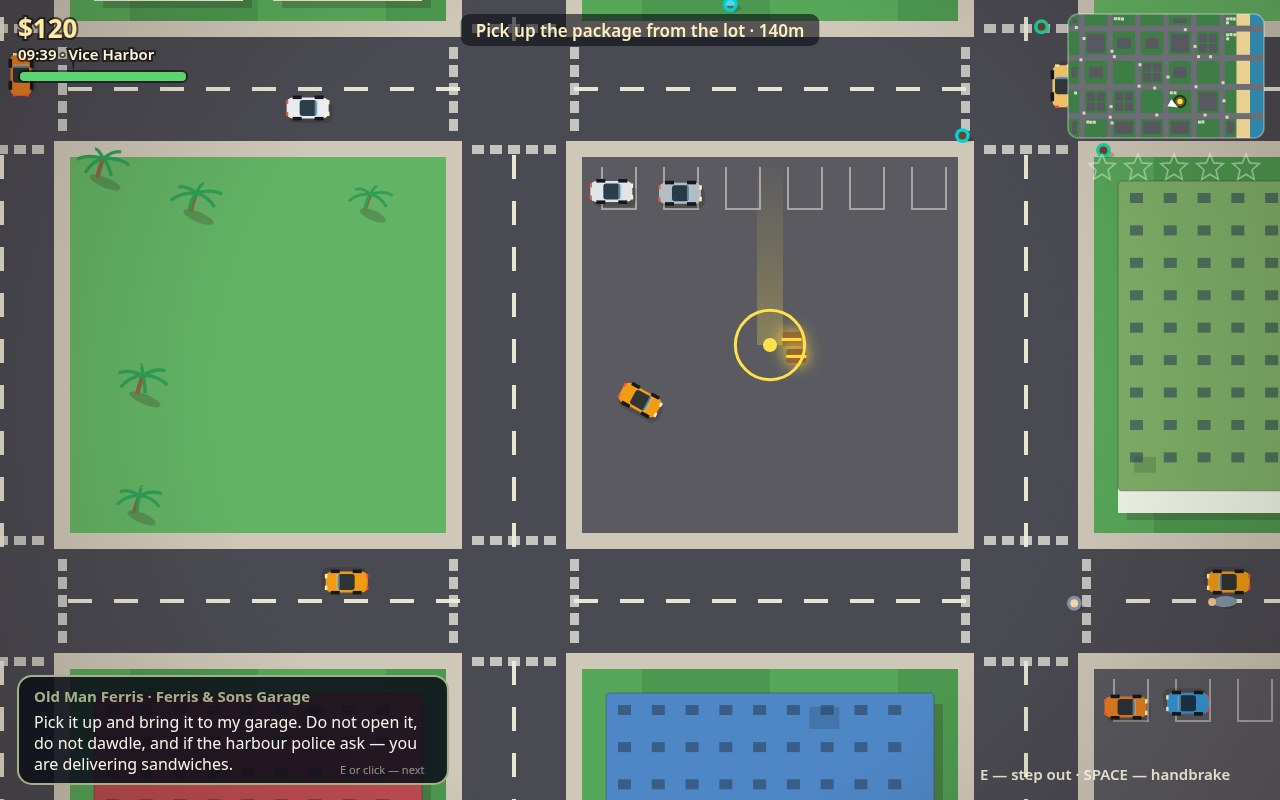 $120
Pick up the package from the lot · 140m
09:39 · Vice Harbor
Old Man Ferris · Ferris & Sons Garage
Pick it up and bring it to my garage. Do not open it,
do not dawdle, and if the harbour police ask — you
are delivering sandwiches.
E or click — next
E — step out · SPACE — handbrake